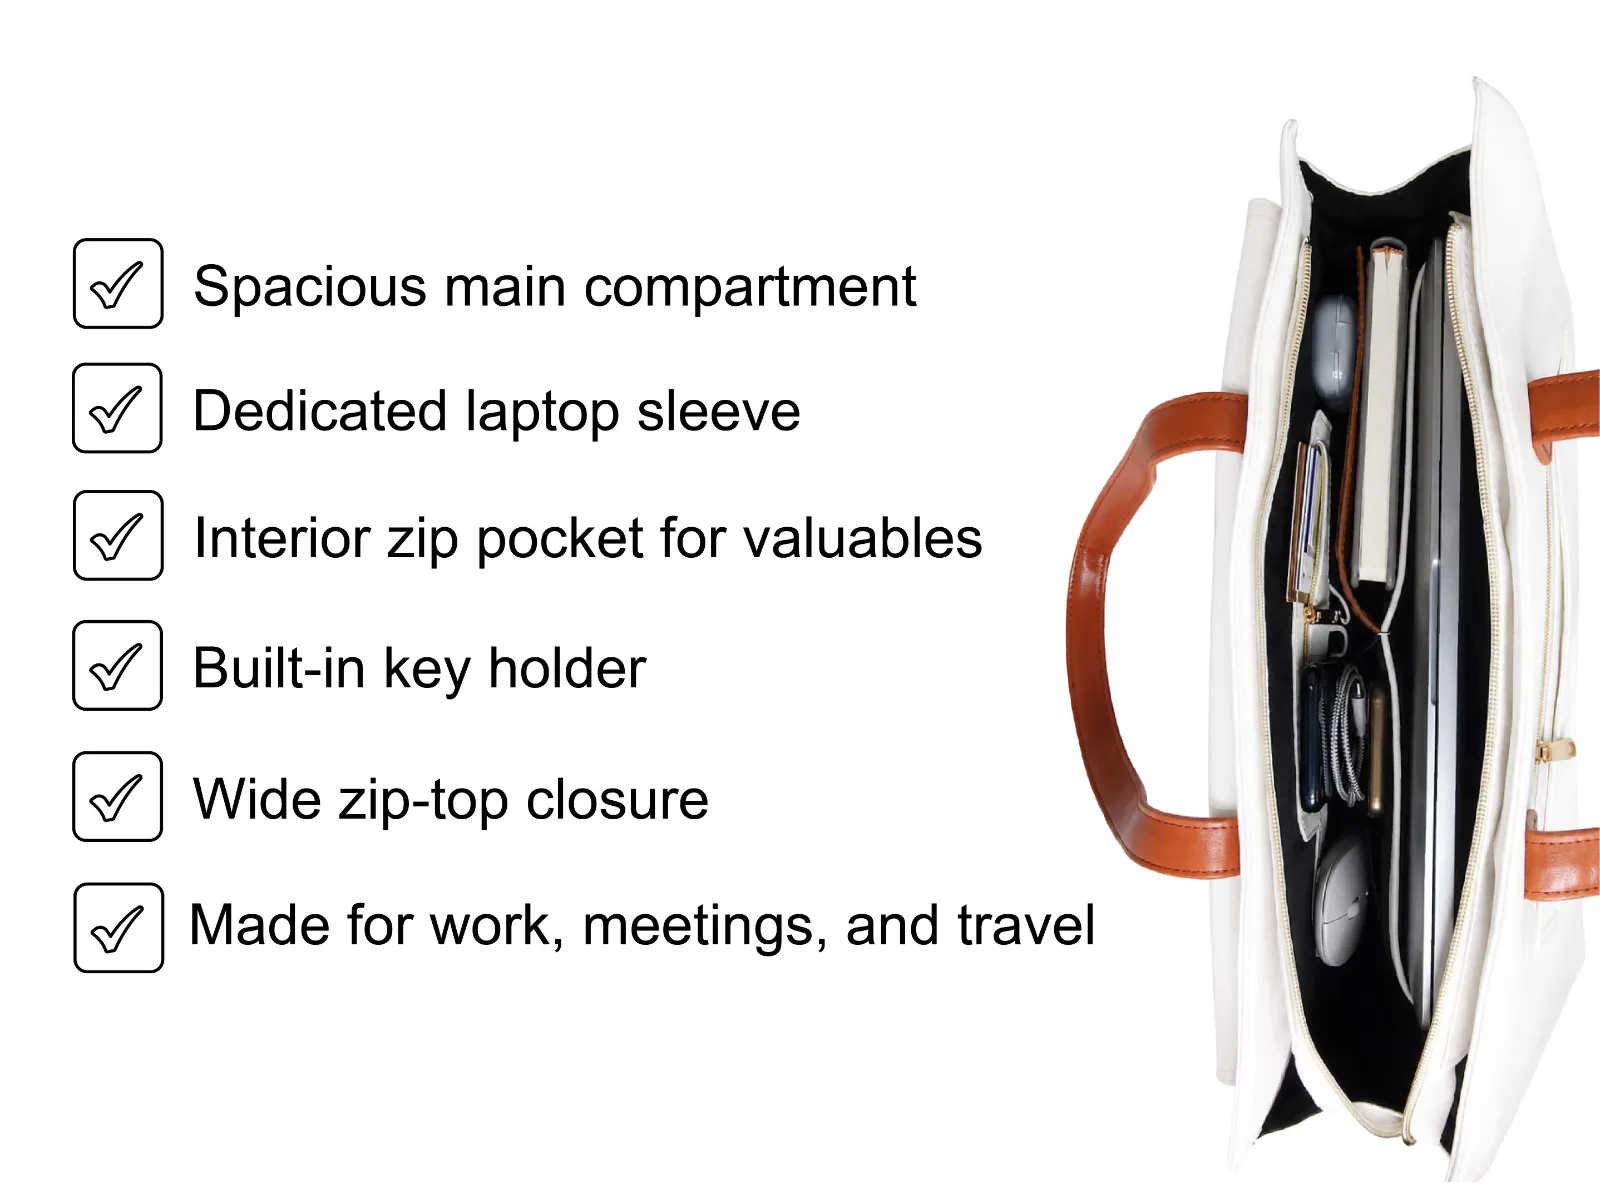 Spacious main compartment
Dedicated laptop sleeve
Interior zip pocket for valuables
Built-in key holder
Wide zip-top closure
Made for work, meetings, and travel